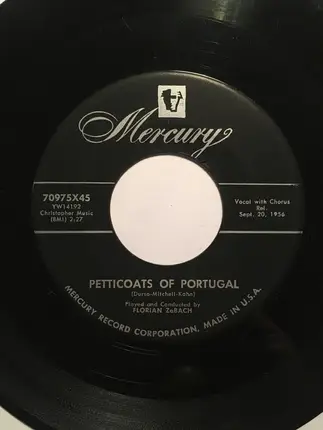 Mercury
70975X45
YW14192
Christopher Music
(BMI) 2.27
Vocal with Chorus
Rel.
Sept. 20, 1956
PETTICOATS OF PORTUGAL
(Durso-Mitchell-Kahn)
Played and Conducted by
FLORIAN ZaBACH
MERCURY RECORD CORPORATION. MADE IN U.S.A.